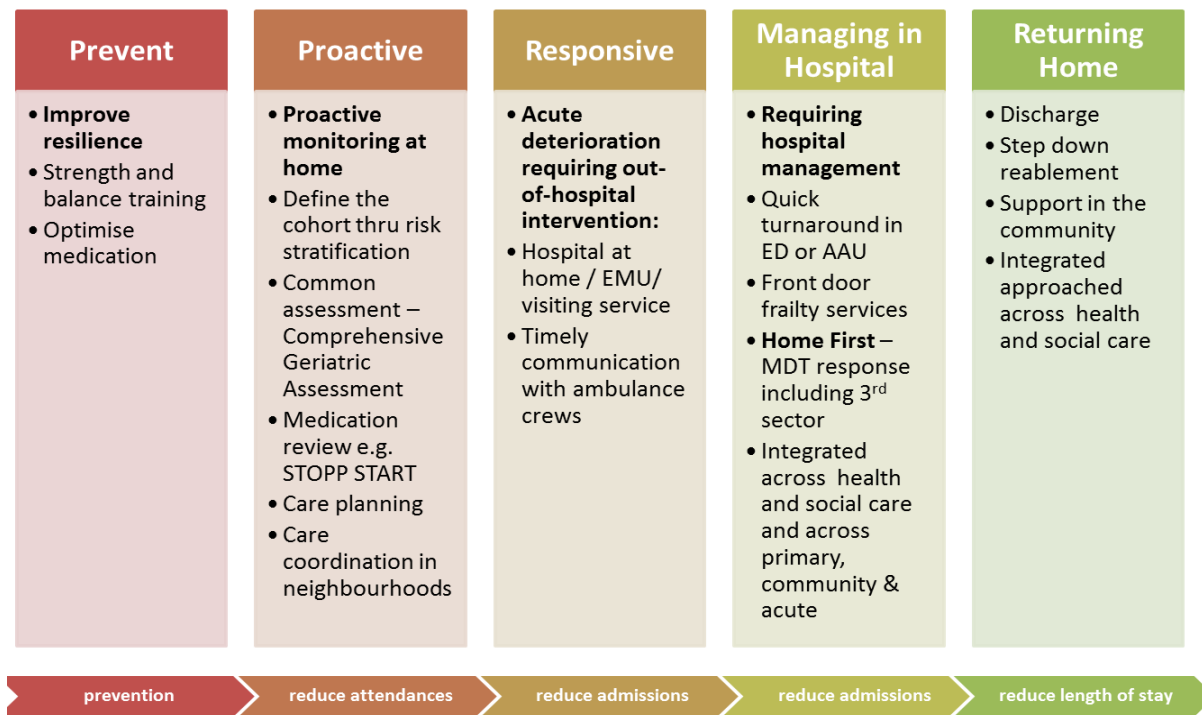 Prevent
• Improve
resilience
• Strength and
balance training
• Optimise
medication
Proactive
• Proactive
monitoring at
home
• Define the
cohort thru risk
stratification
• Common
assessment –
Comprehensive
Geriatric
Assessment
• Medication
review e.g.
STOPP START
• Care planning
• Care
coordination in
neighbourhoods
Responsive
• Acute
deterioration
requiring out-
of-hospital
intervention:
• Hospital at
home / EMU/
visiting service
• Timely
communication
with ambulance
crews
Managing in
Hospital
• Requiring
hospital
management
• Quick
turnaround in
ED or AAU
• Front door
frailty services
• Home First –
MDT response
including 3rd
sector
• Integrated
across health
and social care
and across
primary,
community &
acute
Returning
Home
• Discharge
• Step down
reablement
• Support in the
community
• Integrated
approached
across health
and social care
prevention
reduce attendances
reduce admissions
reduce admissions
reduce length of stay